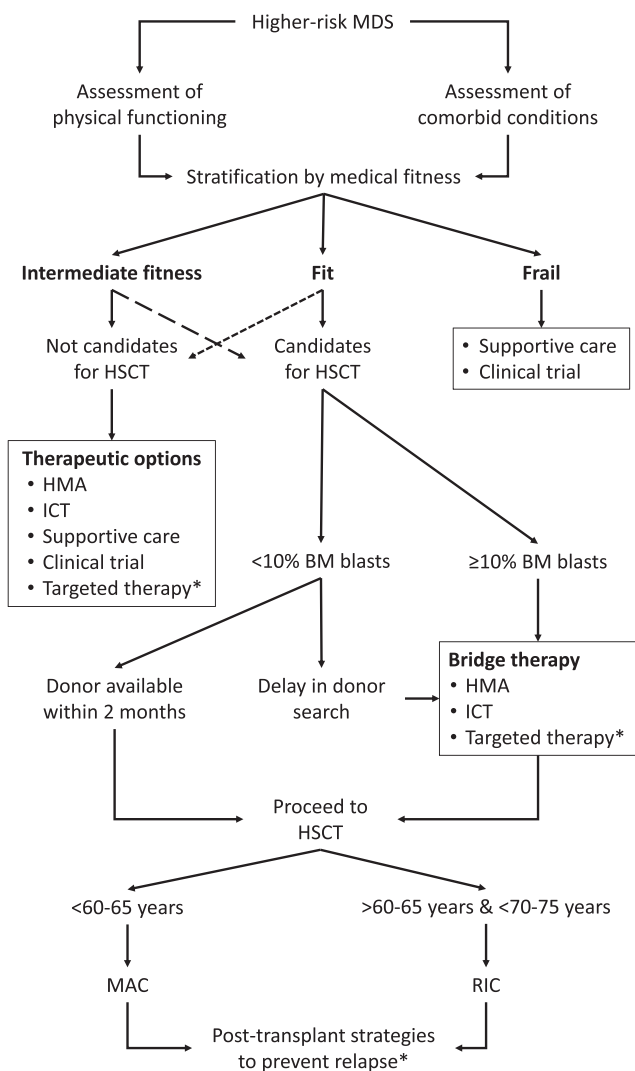 Higher-risk MDS
Assessment of
physical functioning
Assessment of
comorbid conditions
Stratification by medical fitness
Intermediate fitness
Fit
Frail
Not candidates
for HSCT
Candidates
for HSCT
• Supportive care
• Clinical trial
Therapeutic options
• HMA
• ICT
• Supportive care
• Clinical trial
• Targeted therapy*
<10% BM blasts
≥10% BM blasts
Donor available
within 2 months
Delay in donor
search
Bridge therapy
• HMA
• ICT
• Targeted therapy*
Proceed to
HSCT
<60-65 years
>60-65 years & <70-75 years
MAC
RIC
Post-transplant strategies
to prevent relapse*